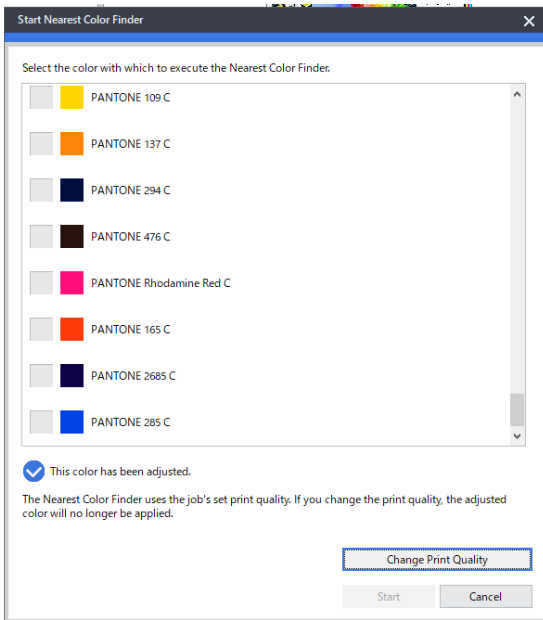 Start Nearest Color Finder
Select the color with which to execute the Nearest Color Finder.
PANTONE 109 C
PANTONE 137 C
PANTONE 294 C
PANTONE 476 C
PANTONE Rhodamine Red C
PANTONE 165 C
PANTONE 2685 C
PANTONE 285 C
This color has been adjusted.
The Nearest Color Finder uses the job's set print quality. If you change the print quality, the adjusted
color will no longer be applied.
Change Print Quality
Start Cancel